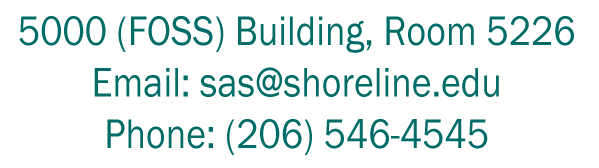 5000 (FOSS) Building, Room 5226
Email: sas@shoreline.edu
Phone: (206) 546-4545